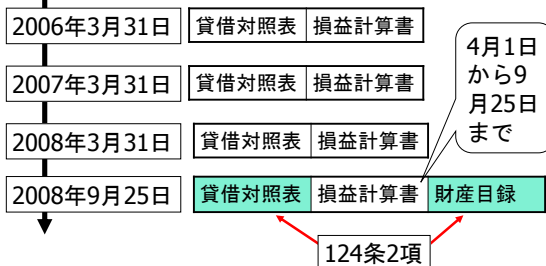 2006年3月31日 貸借対照表 損益計算書
2007年3月31日 貸借対照表 損益計算書
2008年3月31日 貸借対照表 損益計算書
4月1日
から9
月25日
まで
2008年9月25日 貸借対照表 損益計算書 財産目録
124条2項